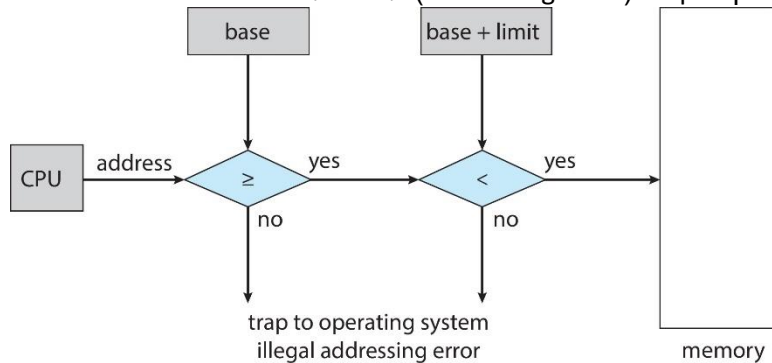 base
base + limit
CPU
address
≥
yes
<
yes
no
no
trap to operating system
illegal addressing error
memory